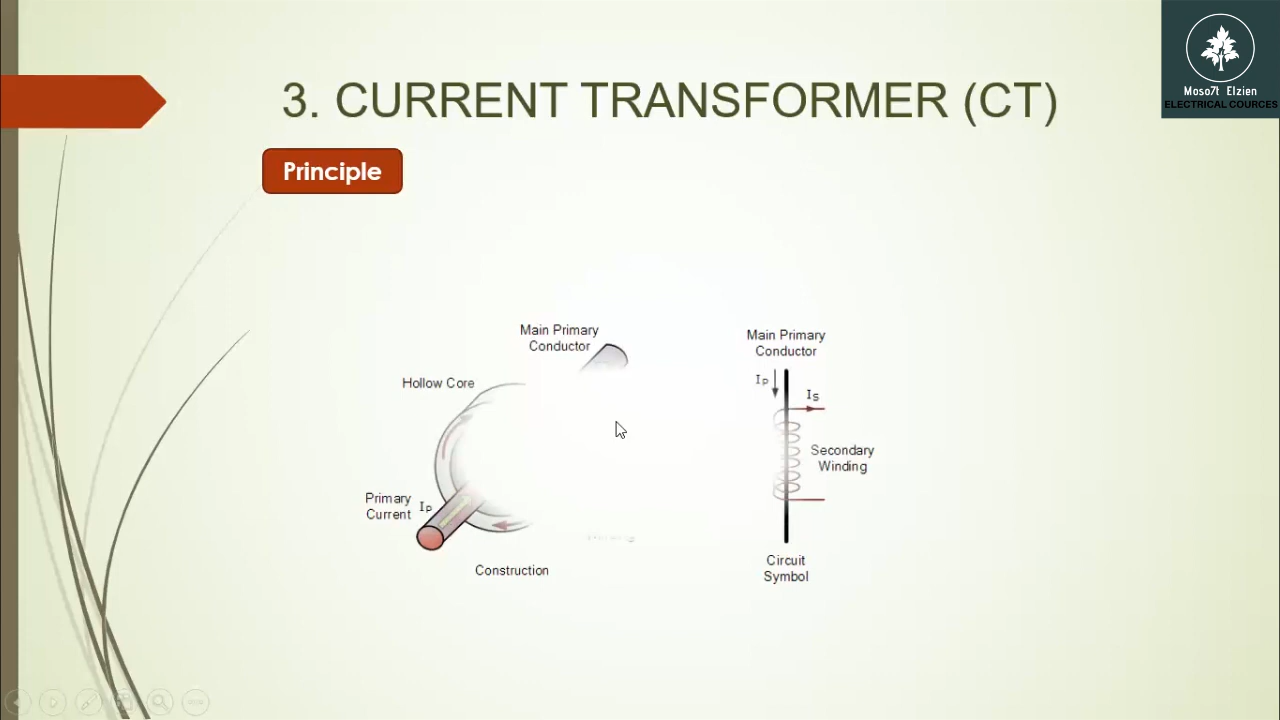 Moso7t Elzien
ELECTRICAL COURCES
3. CURRENT TRANSFORMER (CT)
Principle
Main Primary
Conductor
Hollow Core
Primary
Current
Ip
Construction
Main Primary
Conductor
Ip
Is
Secondary
Winding
Circuit
Symbol